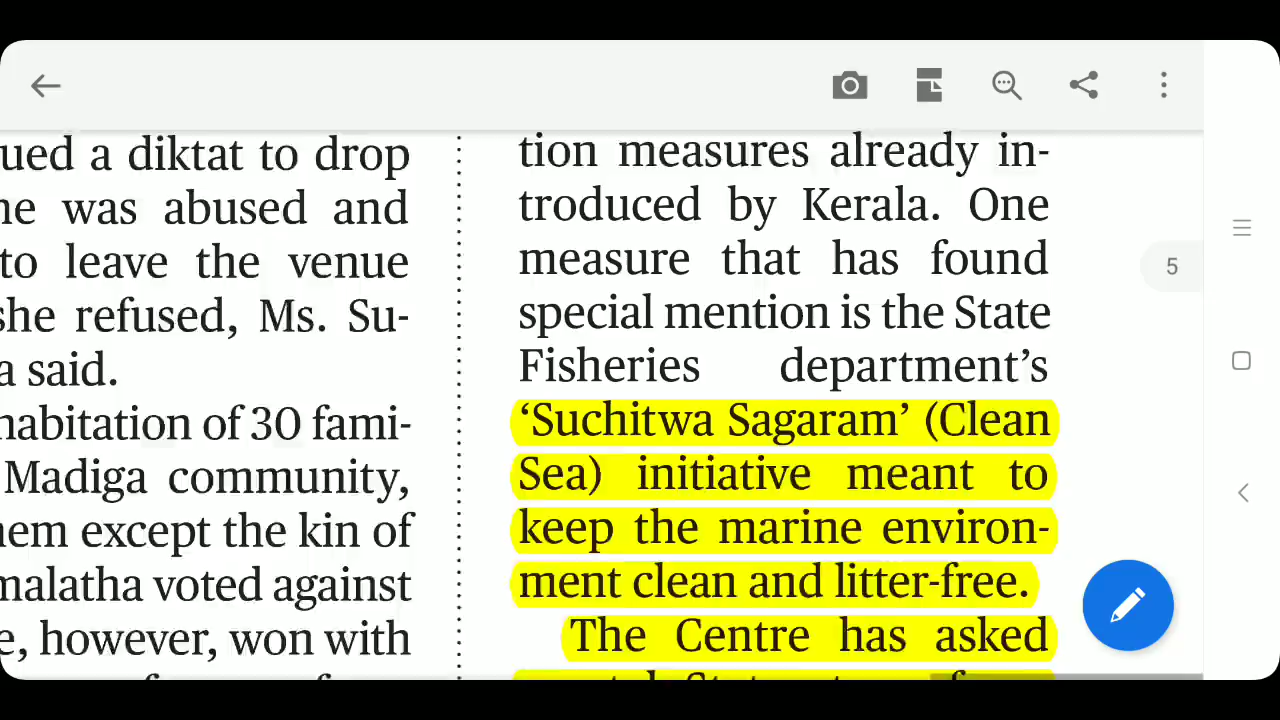 ued a diktat to drop
was abused and
to leave the venue
she refused, Ms. Su-
a said.
habitation of 30 fami-
Madiga community,
hem except the kin of
malatha voted against
however, won with
tion measures already in-
troduced by Kerala. One
measure that has found
special mention is the State
Fisheries department’s
‘Suchitwa Sagaram’ (Clean
Sea) initiative meant to
keep the marine environ-
ment clean and litter-free.
The Centre has asked
5